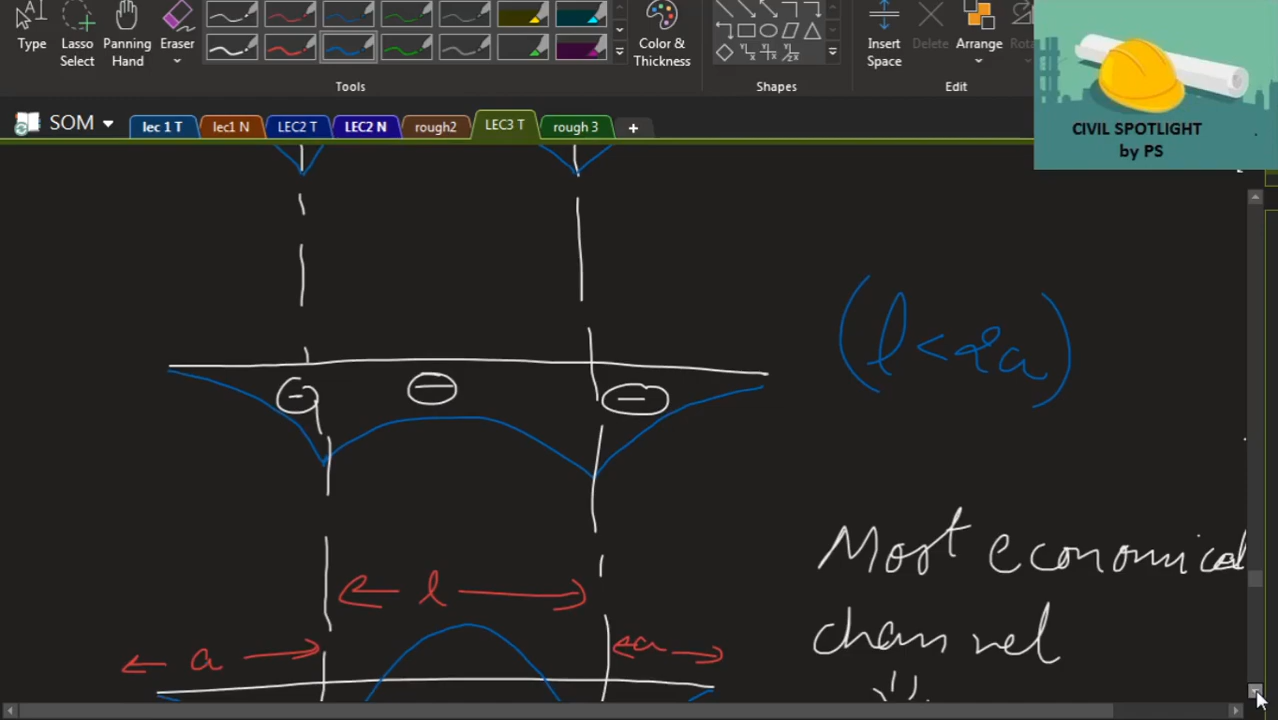 Type
Lasso
Select
Panning
Hand
Eraser
Color &
Thickness
Insert
Space
Delete
Arrange
Tools
Shapes
Edit
CIVIL SPOTLIGHT
by PS
SOM
lec 1 T
lec1 N
LEC2 T
LEC2 N
rough2
LEC3 T
rough 3
(l < 2a)
Most economical
channel
l
a
a